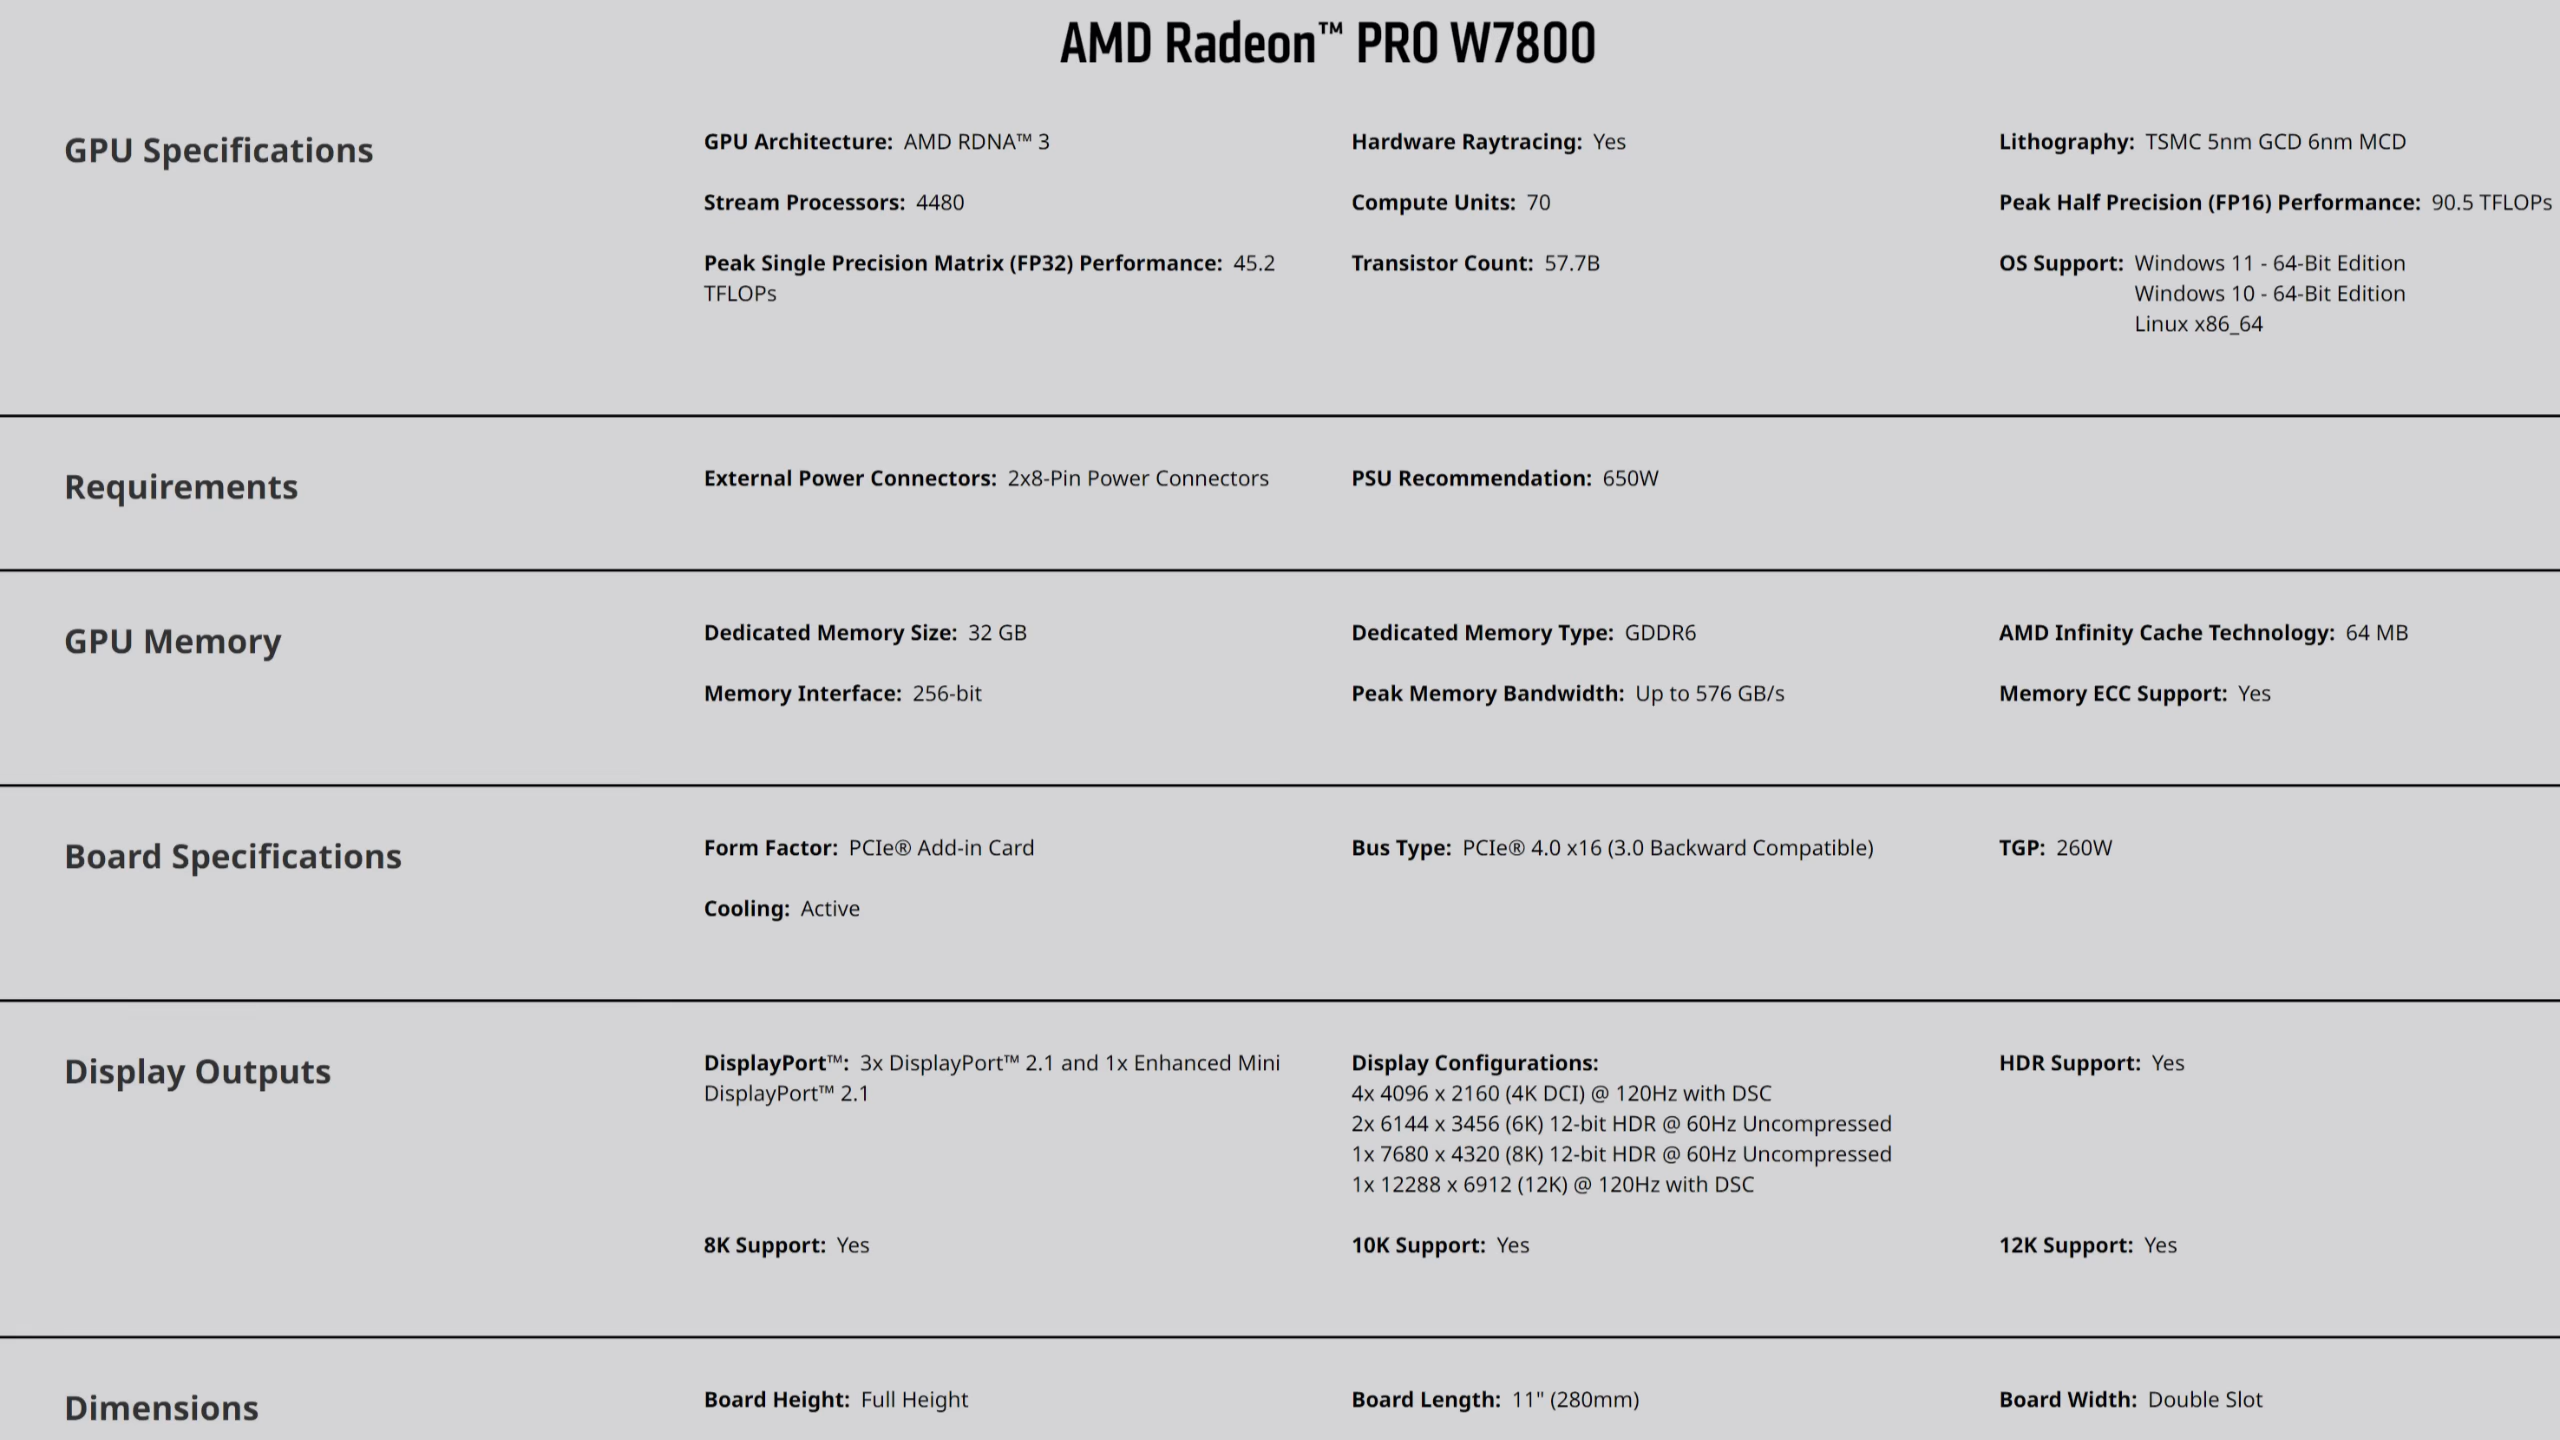 AMD Radeon™ PRO W7800
GPU Specifications
GPU Architecture: AMD RDNA™ 3
Hardware Raytracing: Yes
Lithography: TSMC 5nm GCD 6nm MCD
Stream Processors: 4480
Compute Units: 70
Peak Half Precision (FP16) Performance: 90.5 TFLOPs
Peak Single Precision Matrix (FP32) Performance: 45.2
TFLOPs
Transistor Count: 57.7B
OS Support: Windows 11 - 64-Bit Edition
Windows 10 - 64-Bit Edition
Linux x86_64
Requirements
External Power Connectors: 2x8-Pin Power Connectors
PSU Recommendation: 650W
GPU Memory
Dedicated Memory Size: 32 GB
Dedicated Memory Type: GDDR6
AMD Infinity Cache Technology: 64 MB
Memory Interface: 256-bit
Peak Memory Bandwidth: Up to 576 GB/s
Memory ECC Support: Yes
Board Specifications
Form Factor: PCIe® Add-in Card
Bus Type: PCIe® 4.0 x16 (3.0 Backward Compatible)
TGP: 260W
Cooling: Active
Display Outputs
DisplayPort™: 3x DisplayPort™ 2.1 and 1x Enhanced Mini
DisplayPort™ 2.1
Display Configurations:
4x 4096 x 2160 (4K DCI) @ 120Hz with DSC
2x 6144 x 3456 (6K) 12-bit HDR @ 60Hz Uncompressed
1x 7680 x 4320 (8K) 12-bit HDR @ 60Hz Uncompressed
1x 12288 x 6912 (12K) @ 120Hz with DSC
HDR Support: Yes
8K Support: Yes
10K Support: Yes
12K Support: Yes
Dimensions
Board Height: Full Height
Board Length: 11" (280mm)
Board Width: Double Slot